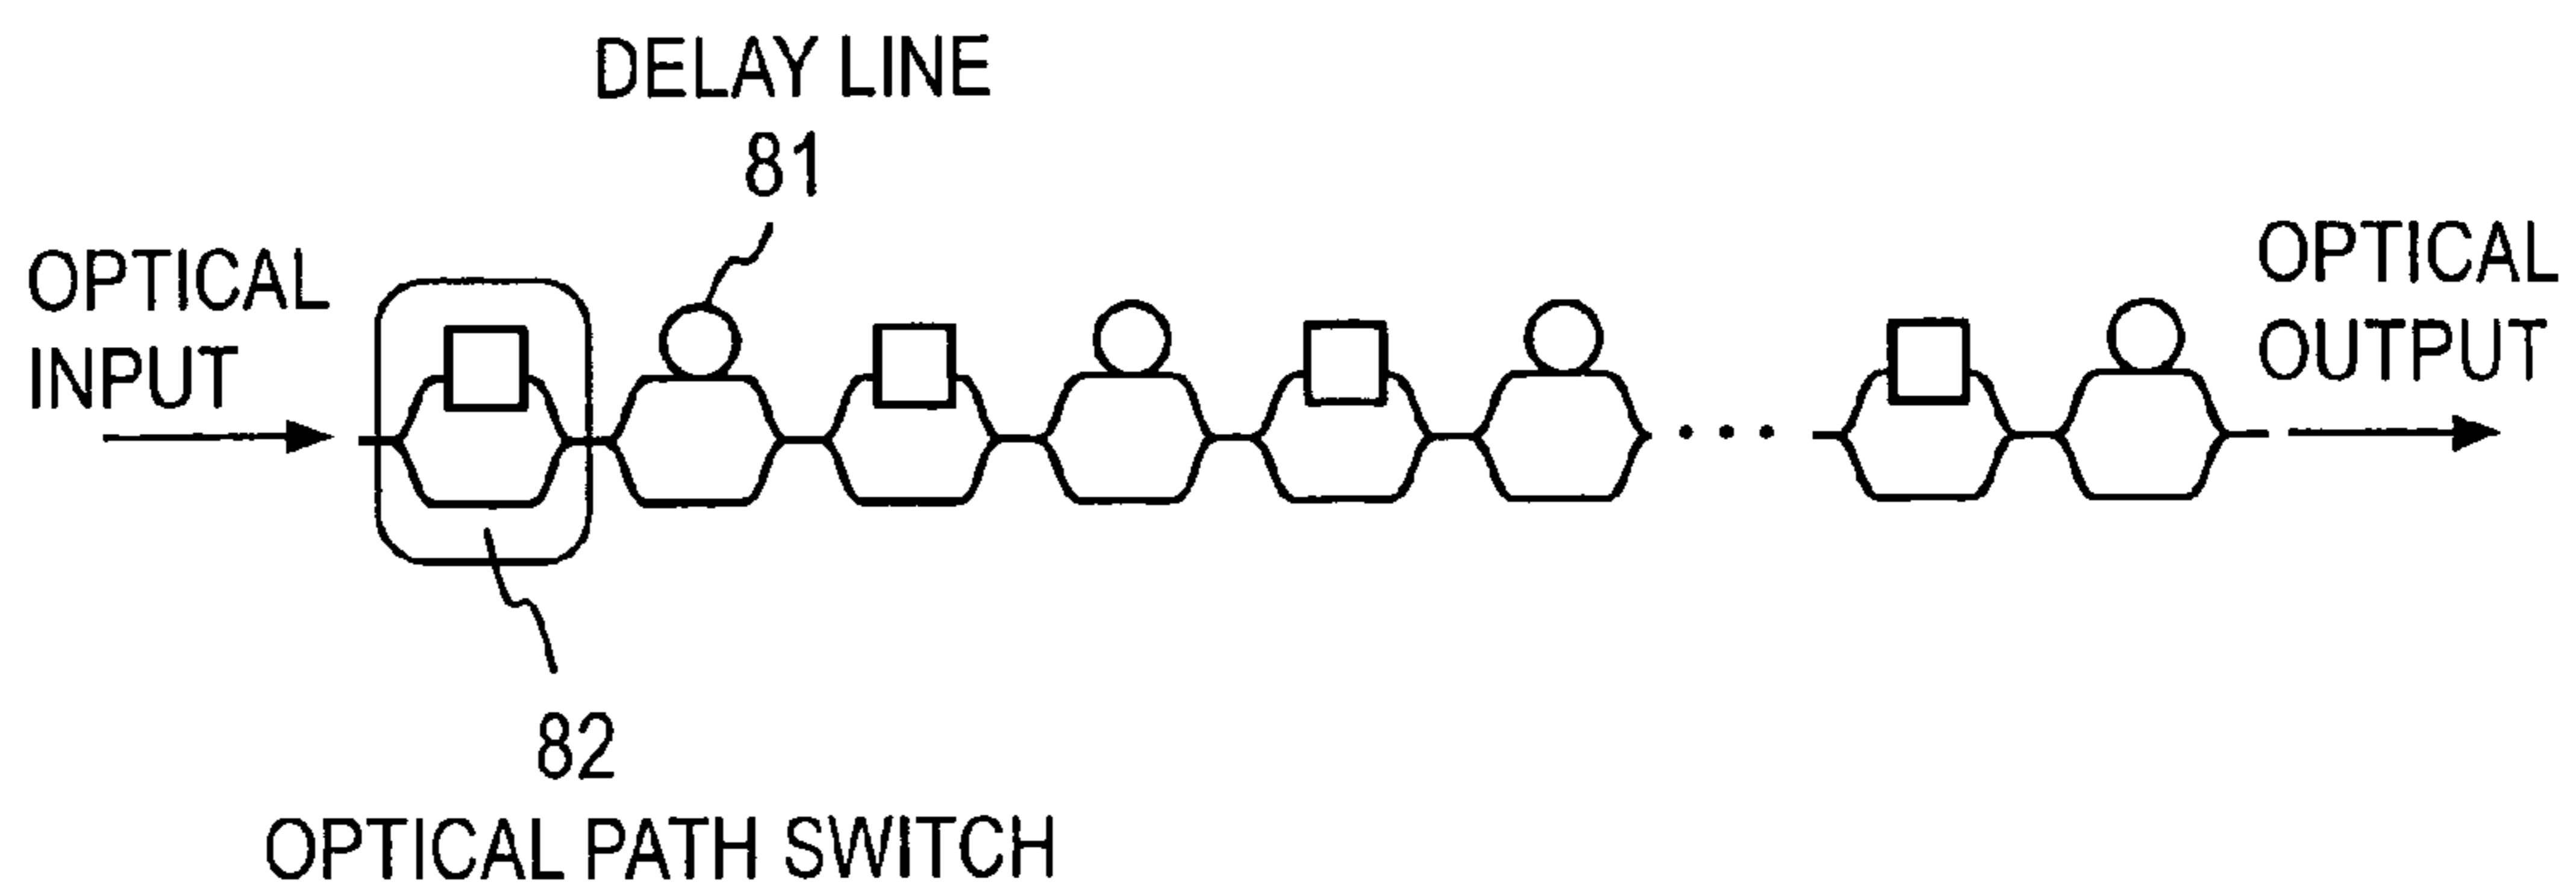 DELAY LINE
81
OPTICAL
INPUT
OPTICAL
OUTPUT
82
OPTICAL PATH SWITCH